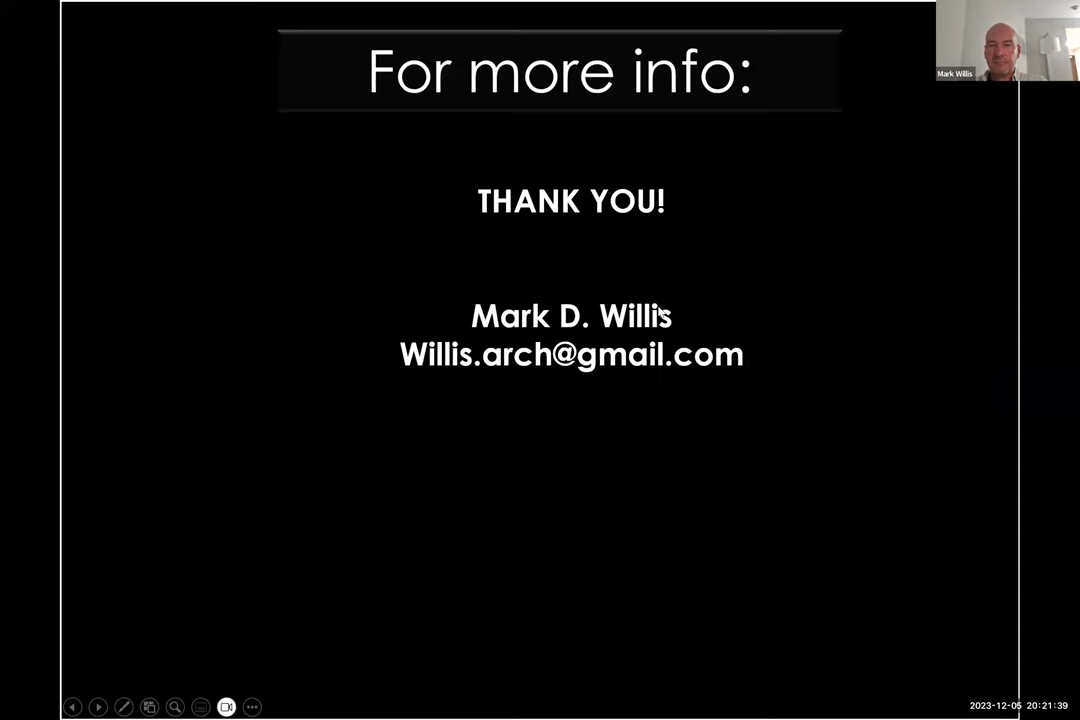 For more info:
Mark Willis
THANK YOU!
Mark D. Willis
Willis.arch@gmail.com
2023-12-05 20:21:39